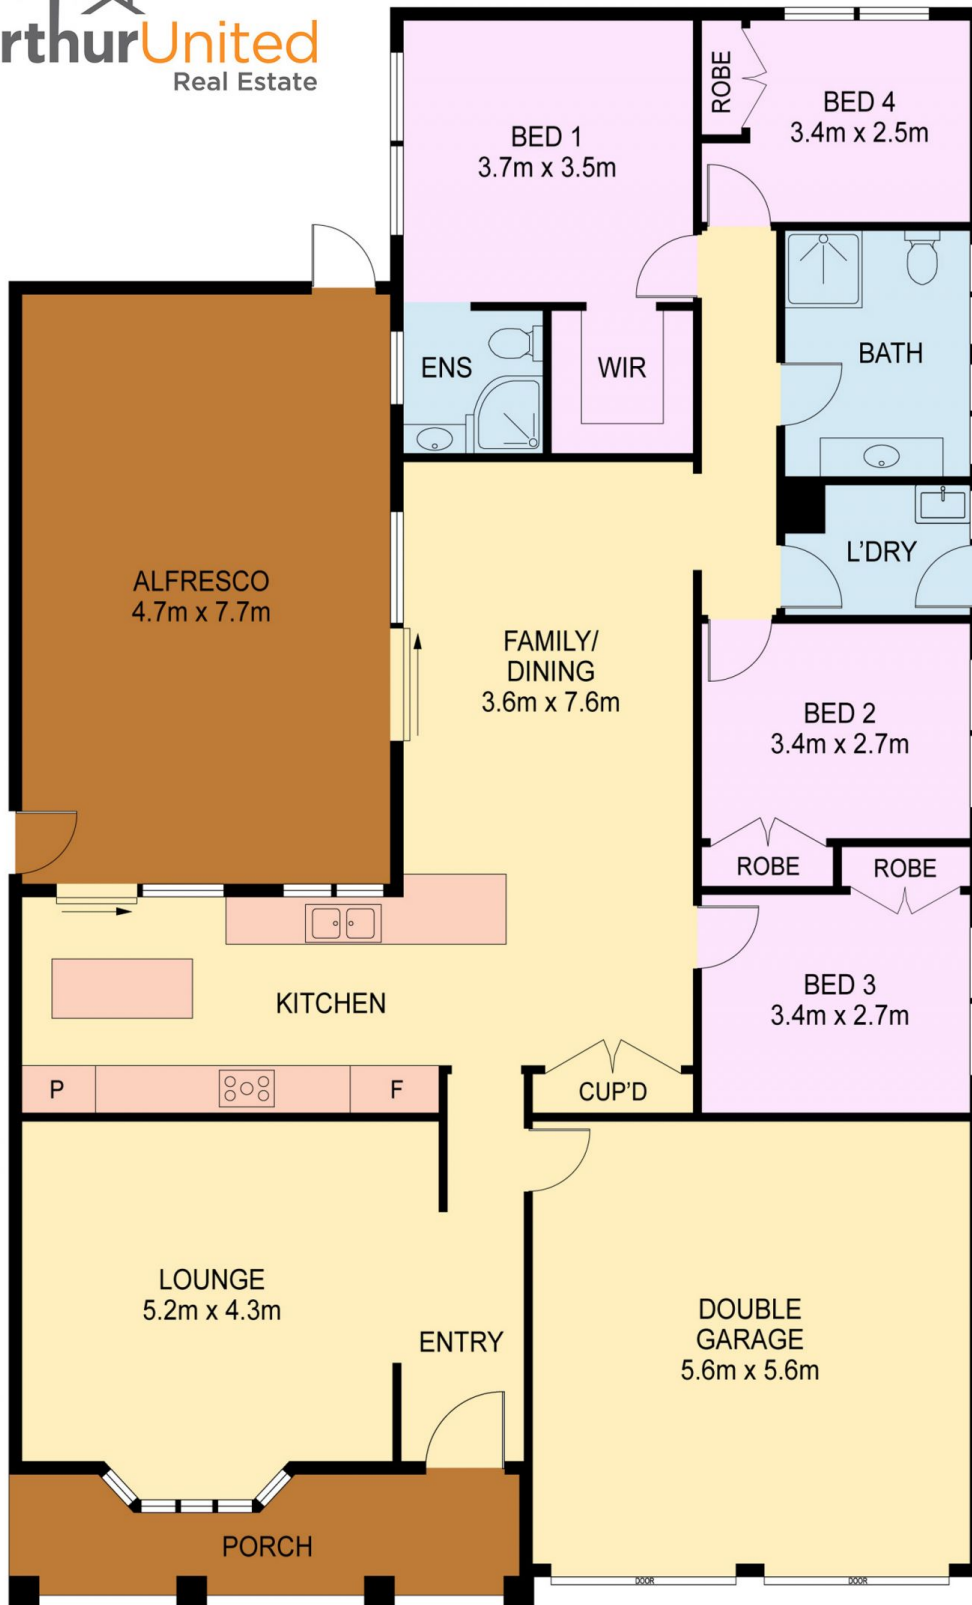 rthurUnited
Real Estate
BED 1
3.7m x 3.5m
ROBE
BED 4
3.4m x 2.5m
ENS
WIR
BATH
L'DRY
ALFRESCO
4.7m x 7.7m
FAMILY/
DINING
3.6m x 7.6m
BED 2
3.4m x 2.7m
ROBE
ROBE
KITCHEN
BED 3
3.4m x 2.7m
P
F
CUP'D
LOUNGE
5.2m x 4.3m
ENTRY
DOUBLE
GARAGE
5.6m x 5.6m
PORCH
DOOR
DOOR